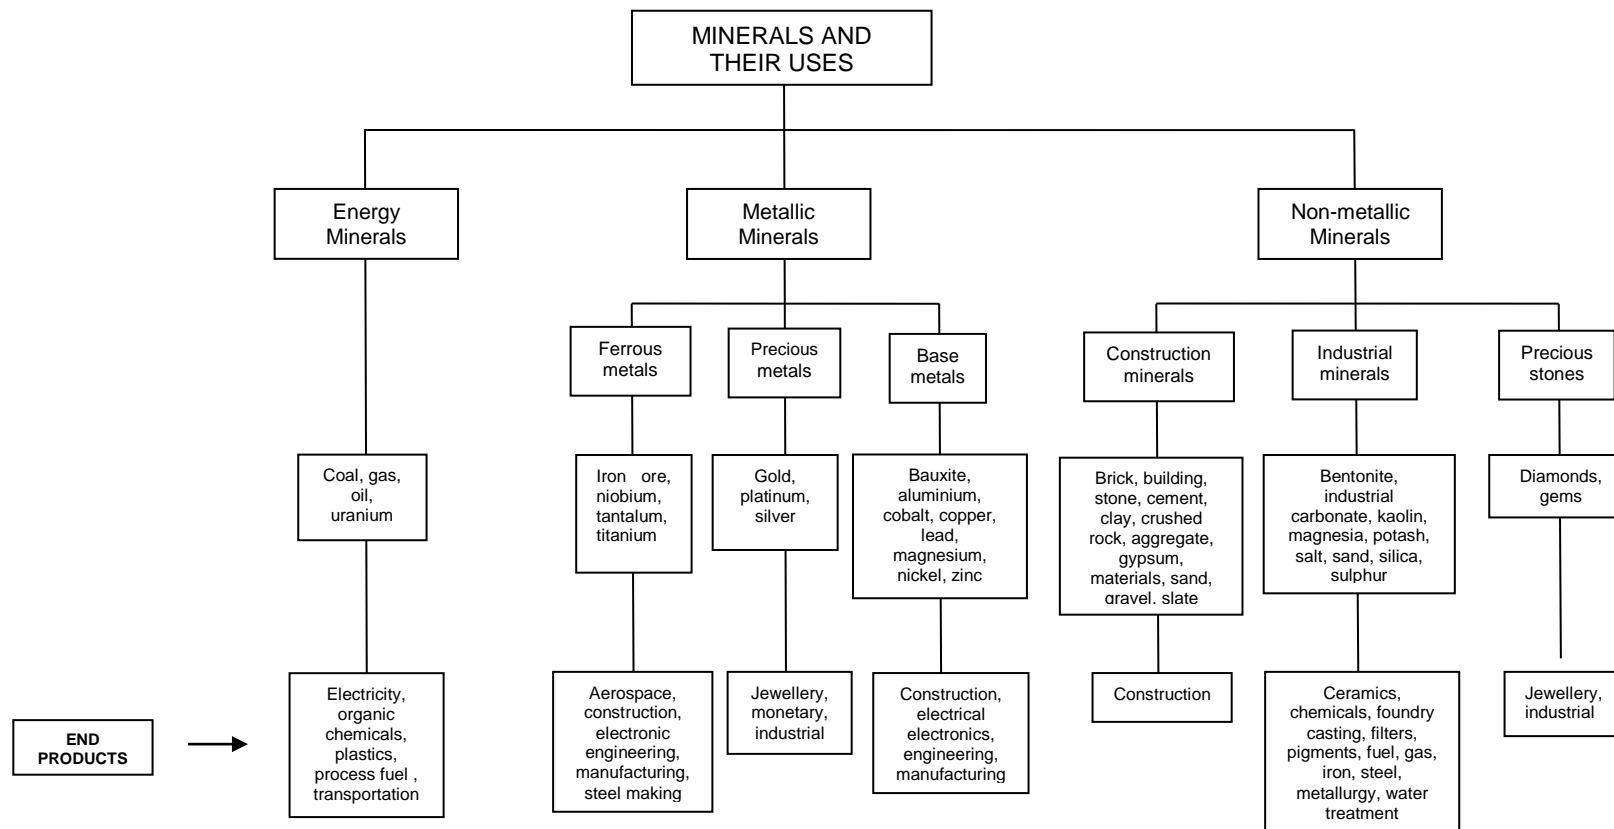 MINERALS AND
THEIR USES
Energy
Minerals
Metallic
Minerals
Non-metallic
Minerals
Ferrous
metals
Precious
metals
Base
metals
Construction
minerals
Industrial
minerals
Precious
stones
Coal, gas,
oil,
uranium
Iron ore,
niobium,
tantalum,
titanium
Gold,
platinum,
silver
Bauxite,
aluminium,
cobalt, copper,
lead,
magnesium,
nickel, zinc
Brick, building,
stone, cement,
clay, crushed
rock, aggregate,
gypsum,
materials, sand,
gravel, slate
Bentonite,
industrial
carbonate, kaolin,
magnesia, potash,
salt, sand, silica,
sulphur
Diamonds,
gems
END
PRODUCTS
Electricity,
organic
chemicals,
plastics,
process fuel ,
transportation
Aerospace,
construction,
electronic
engineering,
manufacturing,
steel making
Jewellery,
monetary,
industrial
Construction,
electrical
electronics,
engineering,
manufacturing
Construction
Ceramics,
chemicals, foundry
casting, filters,
pigments, fuel, gas,
iron, steel,
metallurgy, water
treatment
Jewellery,
industrial